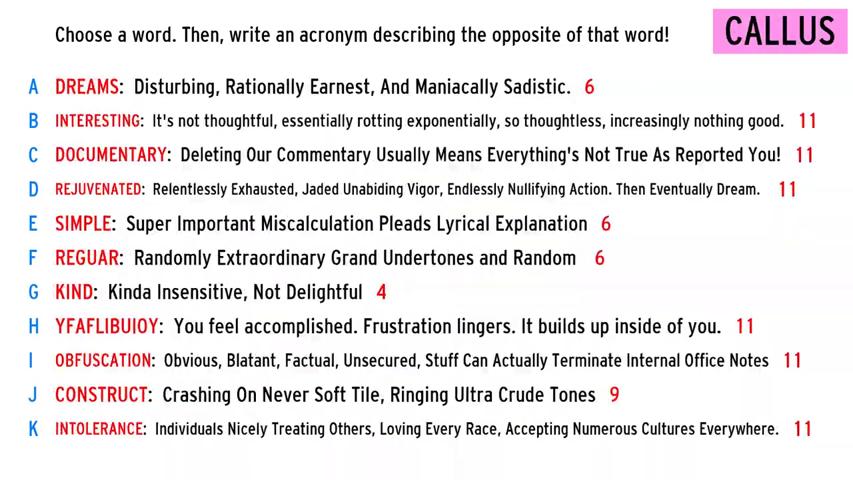 Choose a word. Then, write an acronym describing the opposite of that word!
CALLUS
A DREAMS: Disturbing, Rationally Earnest, And Maniacally Sadistic. 6
B INTERESTING: It's not thoughtful, essentially rotting exponentially, so thoughtless, increasingly nothing good. 11
C DOCUMENTARY: Deleting Our Commentary Usually Means Everything's Not True As Reported You! 11
D REJUVENATED: Relentlessly Exhausted, Jaded Unabiding Vigor, Endlessly Nullifying Action. Then Eventually Dream. 11
E SIMPLE: Super Important Miscalculation Pleads Lyrical Explanation 6
F REGUAR: Randomly Extraordinary Grand Undertones and Random 6
G KIND: Kinda Insensitive, Not Delightful 4
H YFAFLIBUIOY: You feel accomplished. Frustration lingers. It builds up inside of you. 11
I OBFUSCATION: Obvious, Blatant, Factual, Unsecured, Stuff Can Actually Terminate Internal Office Notes 11
J CONSTRUCT: Crashing On Never Soft Tile, Ringing Ultra Crude Tones 9
K INTOLERANCE: Individuals Nicely Treating Others, Loving Every Race, Accepting Numerous Cultures Everywhere. 11